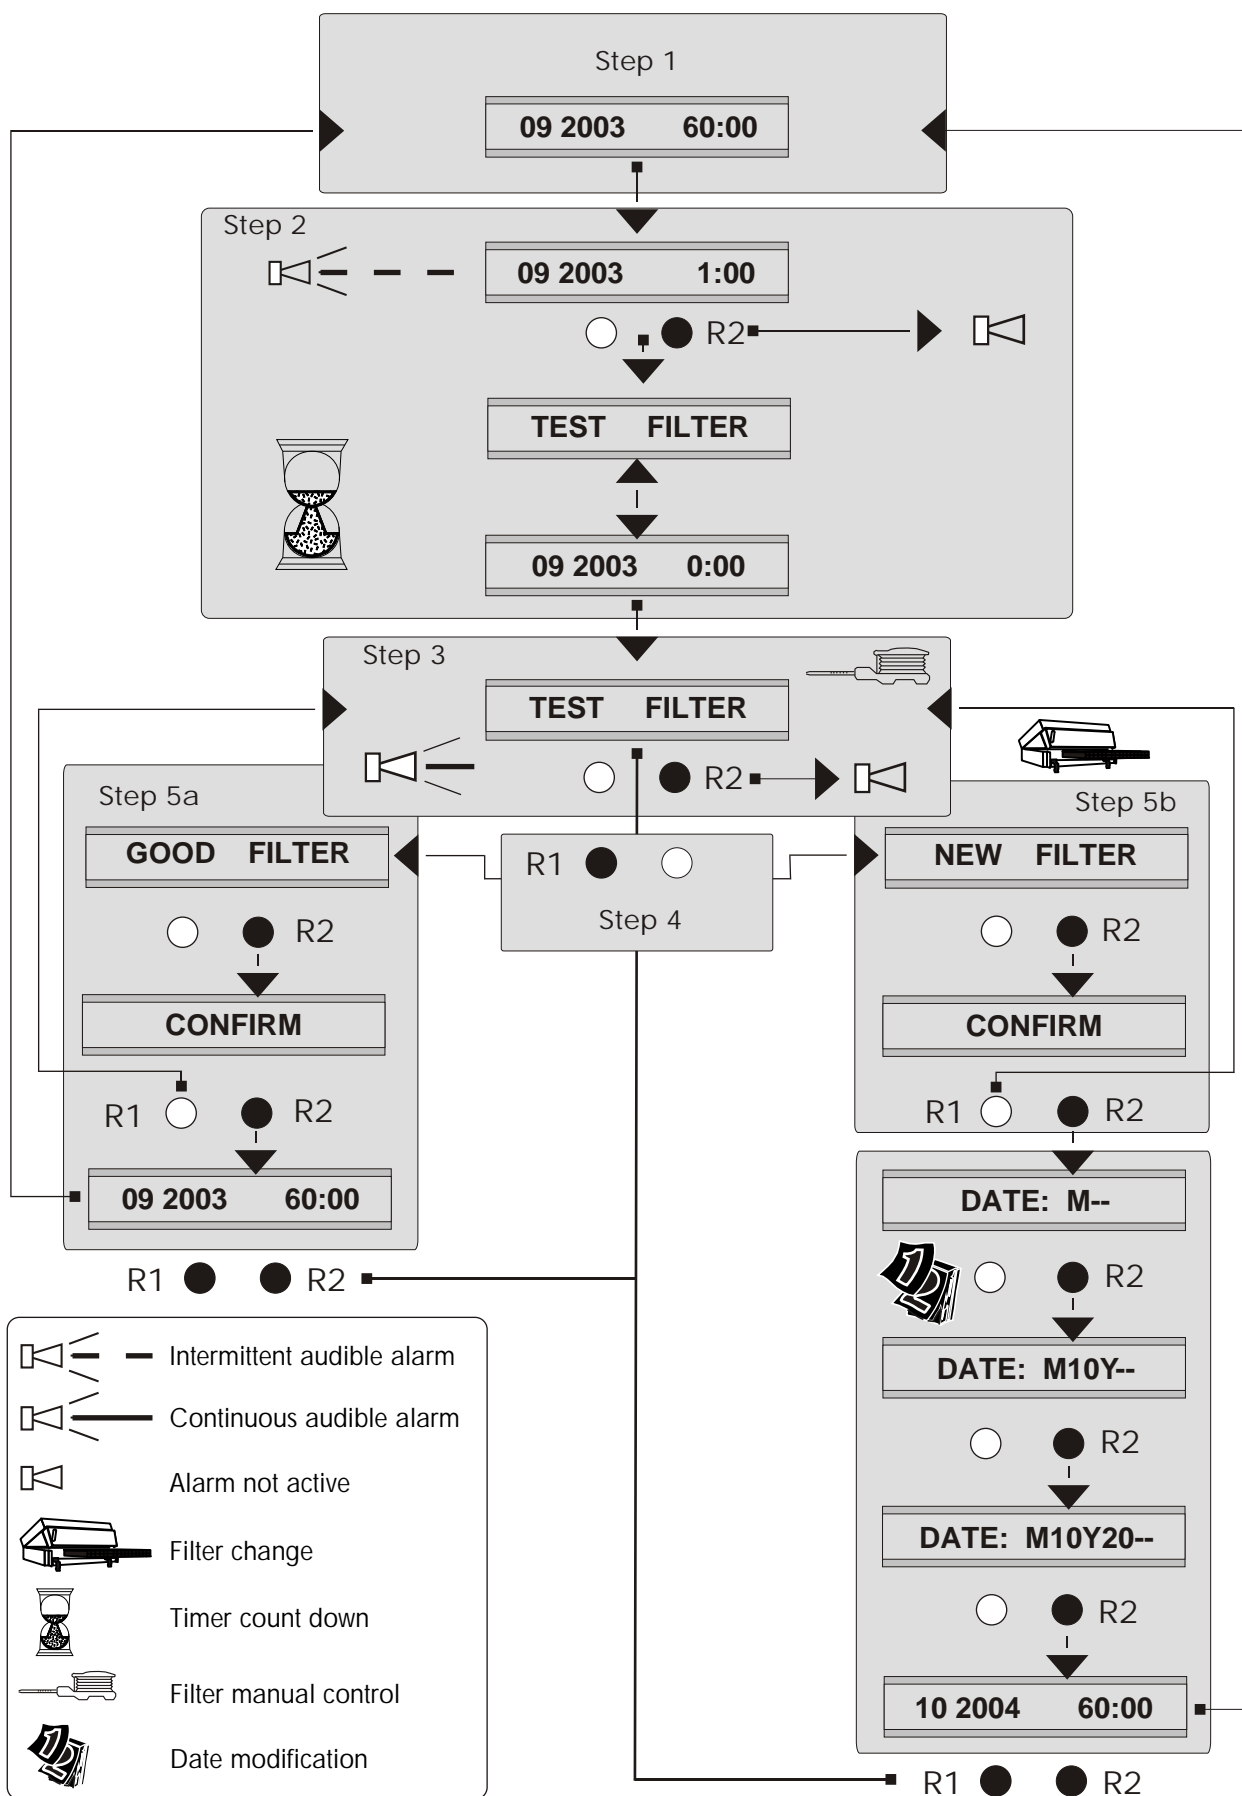 Step 1
09 2003 60:00
Step 2
09 2003 1:00
R2
TEST FILTER
09 2003 0:00
Step 3
TEST FILTER
R2
Step 5a
GOOD FILTER
R2
CONFIRM
R1 R2
09 2003 60:00
R1 R2
R1
Step 4
Step 5b
NEW FILTER
R2
CONFIRM
R1 R2
DATE: M--
R2
DATE: M10Y--
R2
DATE: M10Y20--
R2
10 2004 60:00
R1 R2
Intermittent audible alarm
Continuous audible alarm
Alarm not active
Filter change
Timer count down
Filter manual control
Date modification